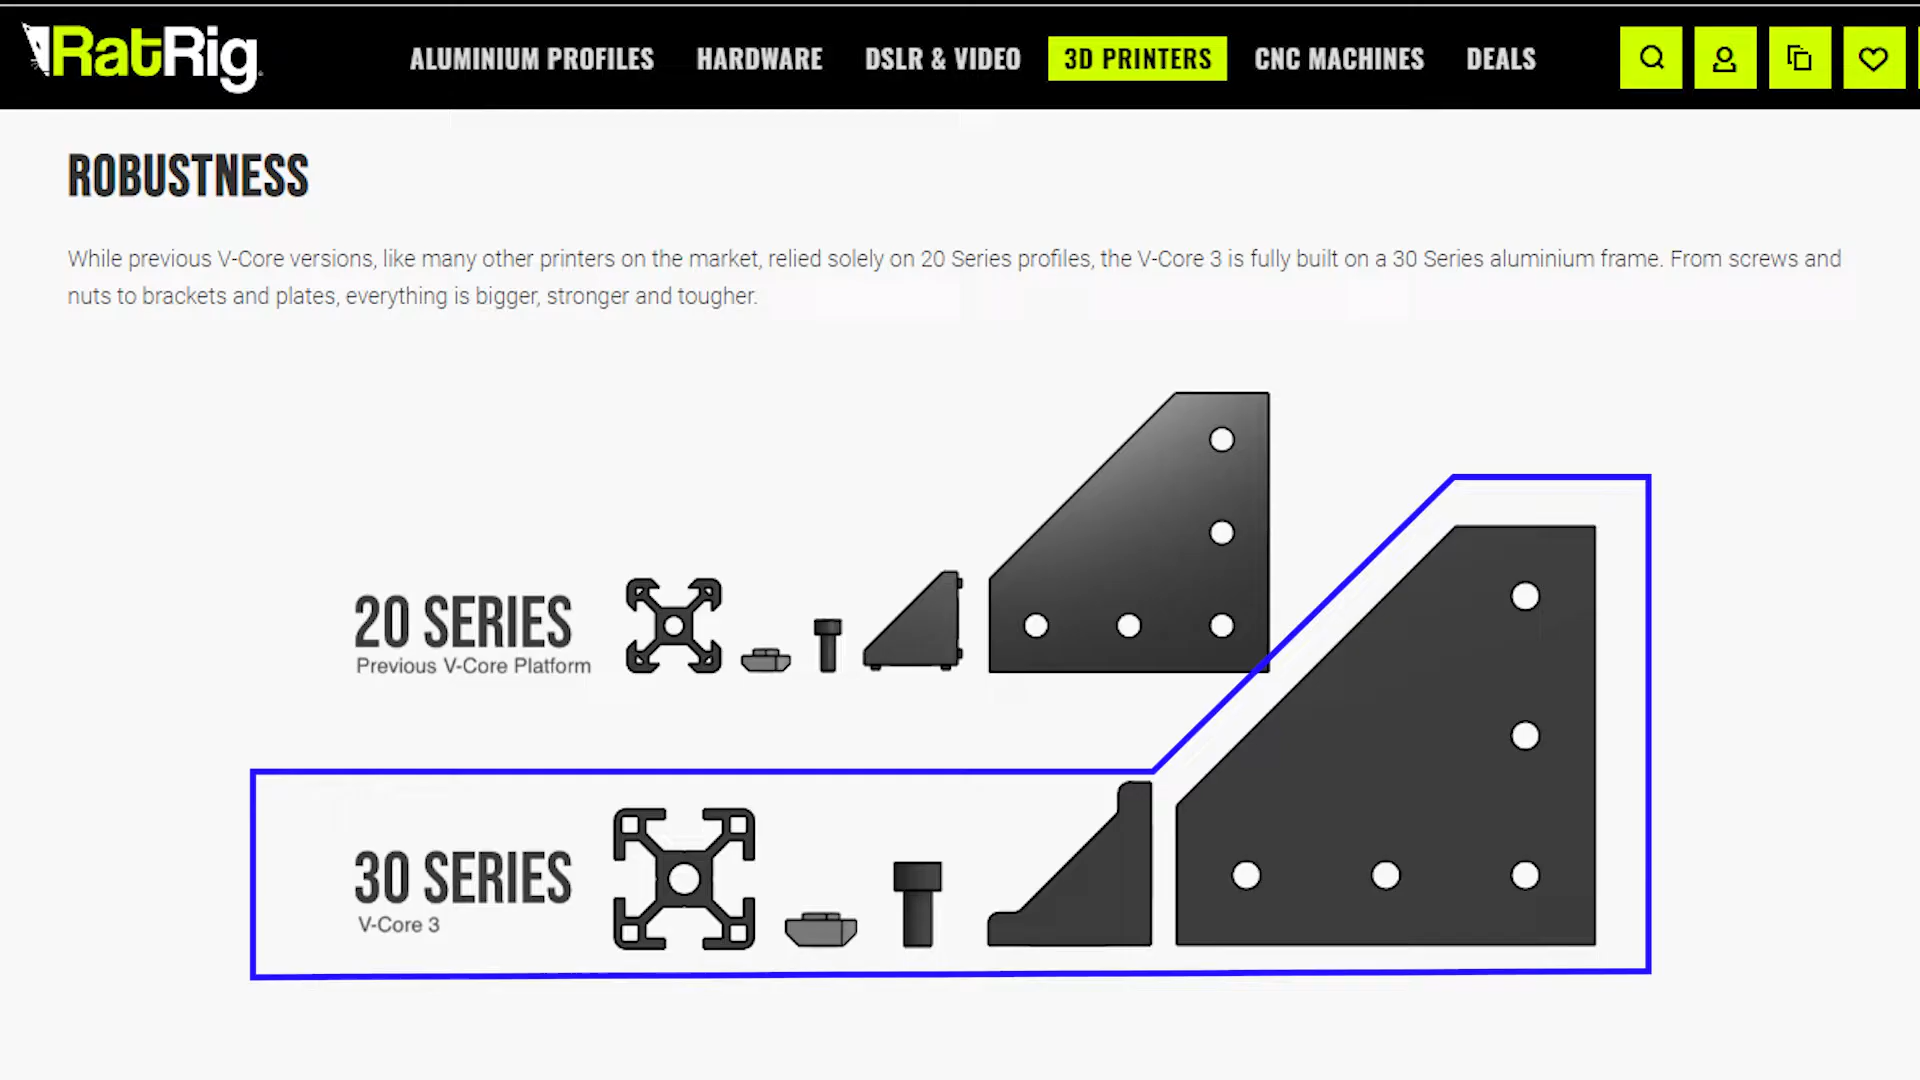 RatRig
ALUMINIUM PROFILES HARDWARE DSLR & VIDEO 3D PRINTERS CNC MACHINES DEALS
ROBUSTNESS
While previous V-Core versions, like many other printers on the market, relied solely on 20 Series profiles, the V-Core 3 is fully built on a 30 Series aluminium frame. From screws and
nuts to brackets and plates, everything is bigger, stronger and tougher.
20 SERIES
Previous V-Core Platform
30 SERIES
V-Core 3